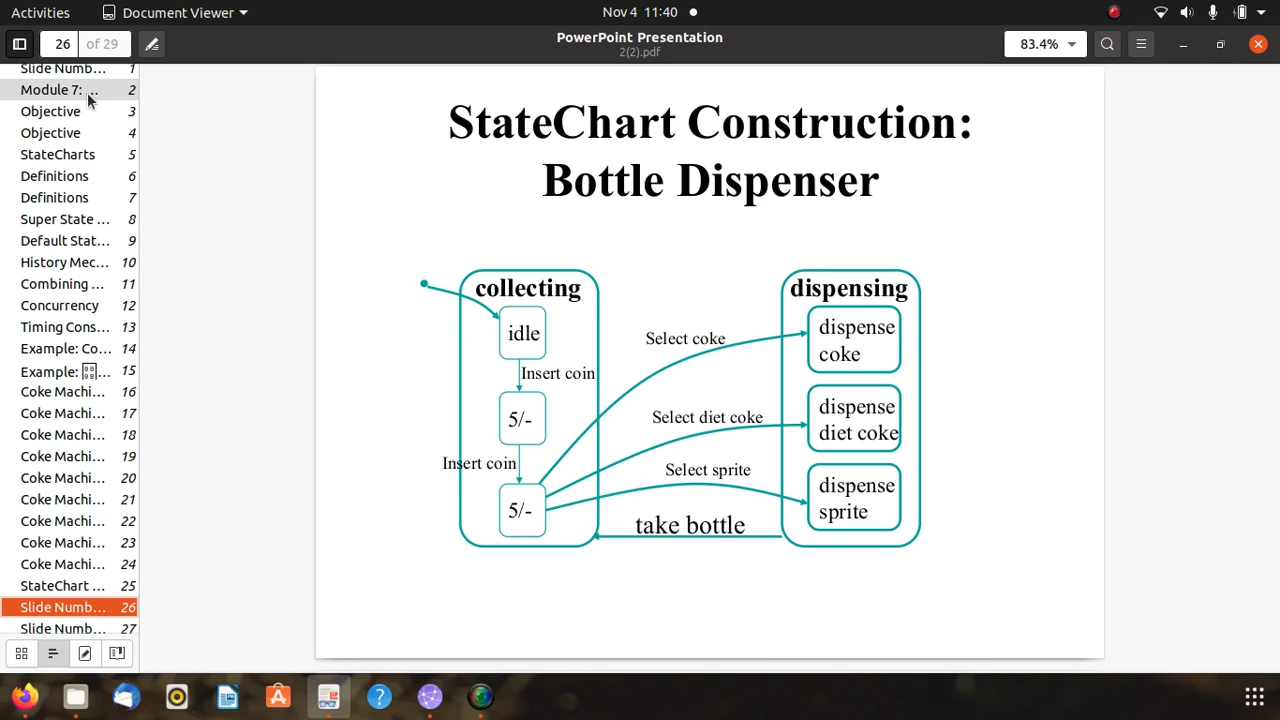 Activities
Document Viewer
Nov 4 11:40
26 of 29
PowerPoint Presentation
2(2).pdf
83.4%
Slide Numb... 1
Module 7: ... 2
Objective 3
Objective 4
StateCharts 5
Definitions 6
Definitions 7
Super State ... 8
Default Stat... 9
History Mec... 10
Combining ... 11
Concurrency 12
Timing Cons... 13
Example: Co... 14
Example: ... 15
Coke Machi... 16
Coke Machi... 17
Coke Machi... 18
Coke Machi... 19
Coke Machi... 20
Coke Machi... 21
Coke Machi... 22
Coke Machi... 23
Coke Machi... 24
StateChart ... 25
Slide Numb... 26
Slide Numb... 27
StateChart Construction:
Bottle Dispenser
collecting
idle
Insert coin
5/-
Insert coin
5/-
Select coke
Select diet coke
Select sprite
take bottle
dispensing
dispense
coke
dispense
diet coke
dispense
sprite